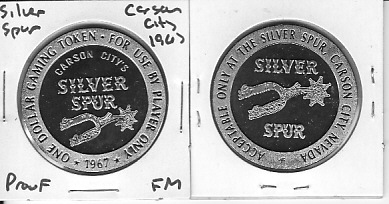 Silver
Spur
Carson
City
1967
ONE DOLLAR GAMING TOKEN • FOR USE BY PLAYER ONLY
CARSON CITY'S
SILVER
SPUR
•1967•
Proof
FM
ACCEPTABLE ONLY AT THE SILVER SPUR, CARSON CITY, NEVADA
SILVER
SPUR